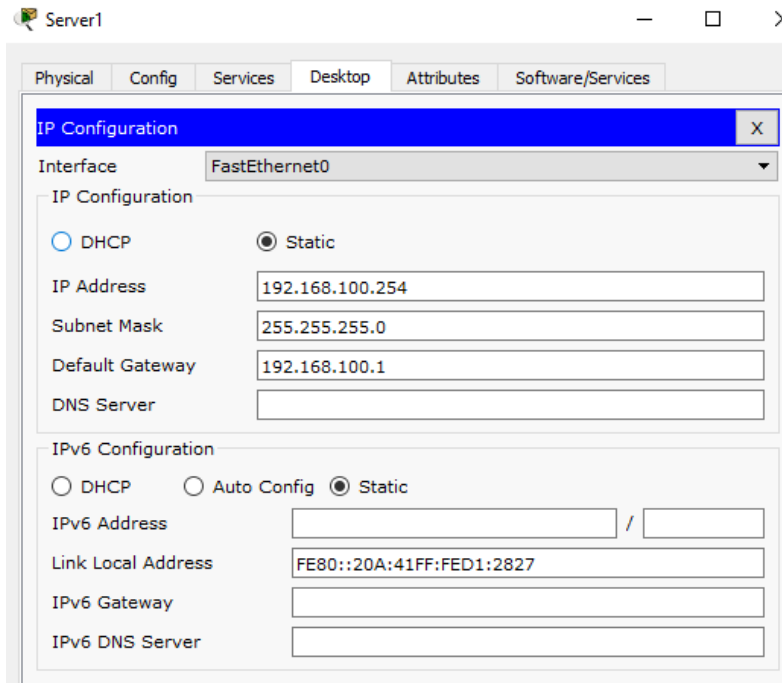 Server1
Physical Config Services Desktop Attributes Software/Services
IP Configuration X
Interface FastEthernet0
IP Configuration
DHCP Static
IP Address 192.168.100.254
Subnet Mask 255.255.255.0
Default Gateway 192.168.100.1
DNS Server
IPv6 Configuration
DHCP Auto Config Static
IPv6 Address /
Link Local Address FE80::20A:41FF:FED1:2827
IPv6 Gateway
IPv6 DNS Server